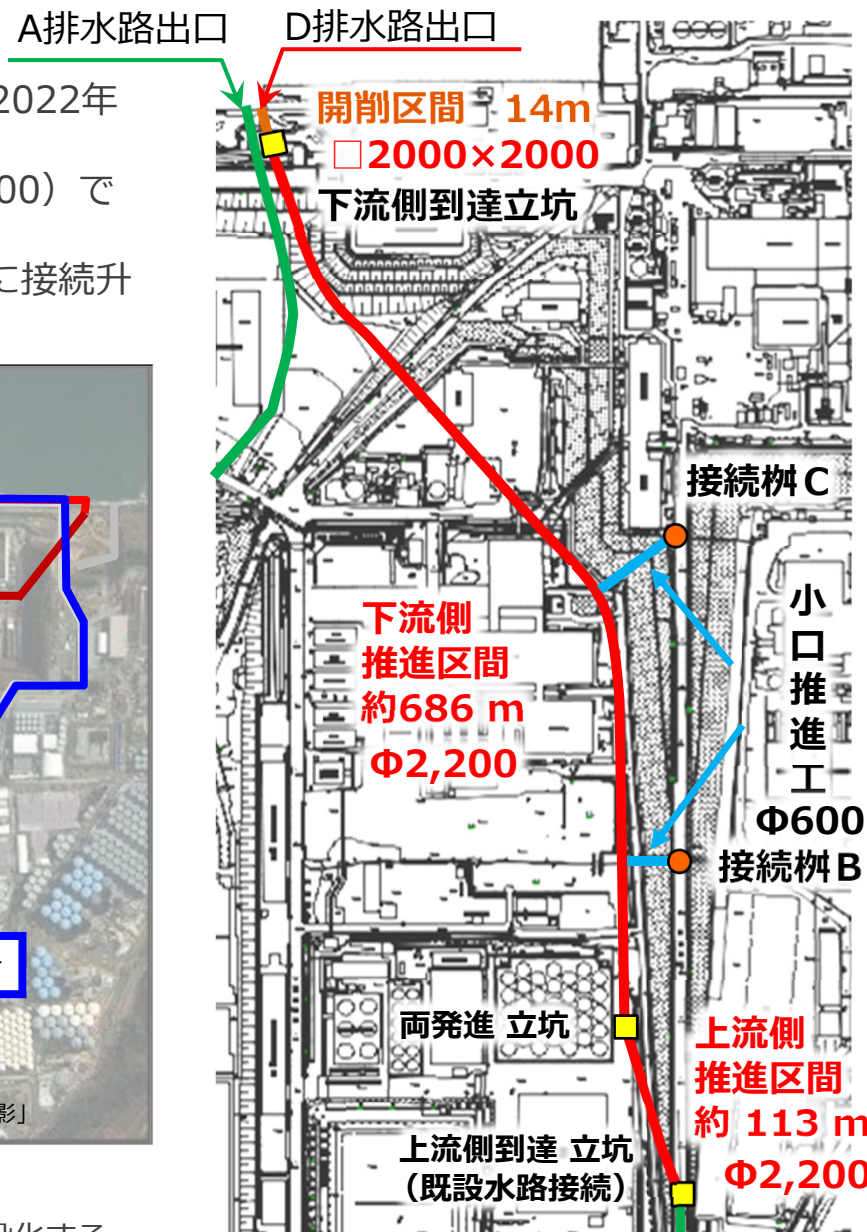 A排水路出口
D排水路出口
2022年
00）で
に接続升
開削区間 14m
□2000×2000
下流側到達立坑
接続桝C
小口推進工
Φ600
接続桝B
下流側
推進区間
約686 m
Φ2,200
両発進 立坑
上流側
推進区間
約 113 m
Φ2,200
上流側到達 立坑
（既設水路接続）
影」